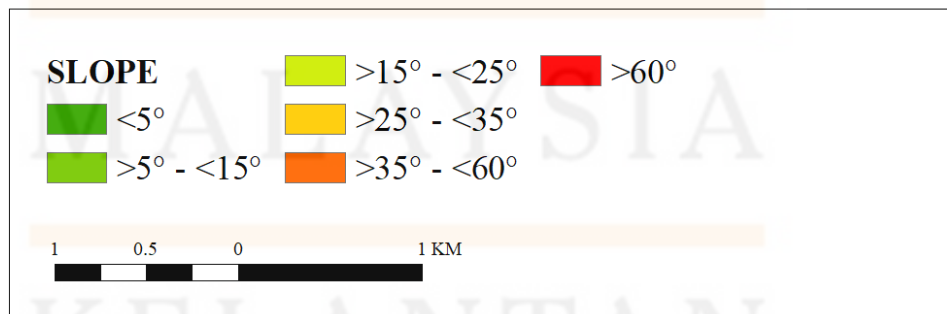 SLOPE
<5°
>5° - <15°
>15° - <25°
>25° - <35°
>35° - <60°
>60°
1 0.5 0 1 KM
MALAYSIA
KELANTAN